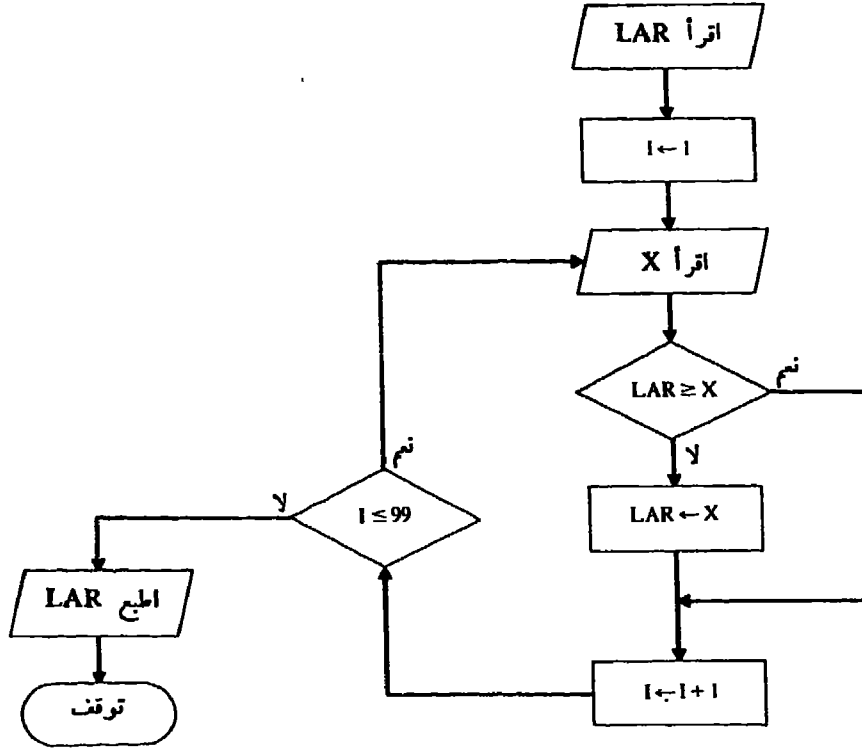 اقرأ LAR
I ← 1
اقرأ X
LAR ≥ X
نعم
لا
LAR ← X
I ← I + 1
I ≤ 99
نعم
لا
اطبع LAR
توقف